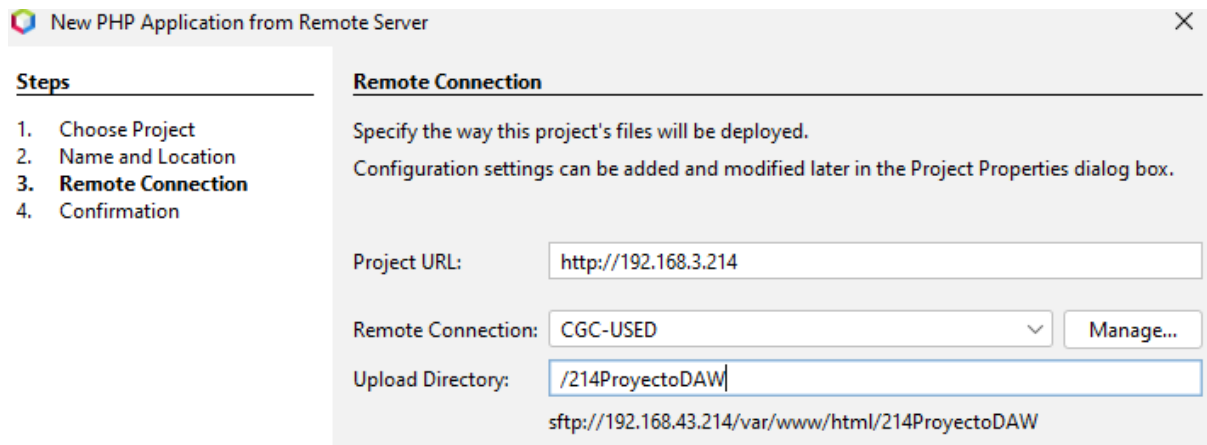 New PHP Application from Remote Server
Steps
1. Choose Project
2. Name and Location
3. Remote Connection
4. Confirmation
Remote Connection
Specify the way this project's files will be deployed.
Configuration settings can be added and modified later in the Project Properties dialog box.
Project URL: http://192.168.3.214
Remote Connection: CGC-USED Manage...
Upload Directory: /214ProyectoDAW
sftp://192.168.43.214/var/www/html/214ProyectoDAW